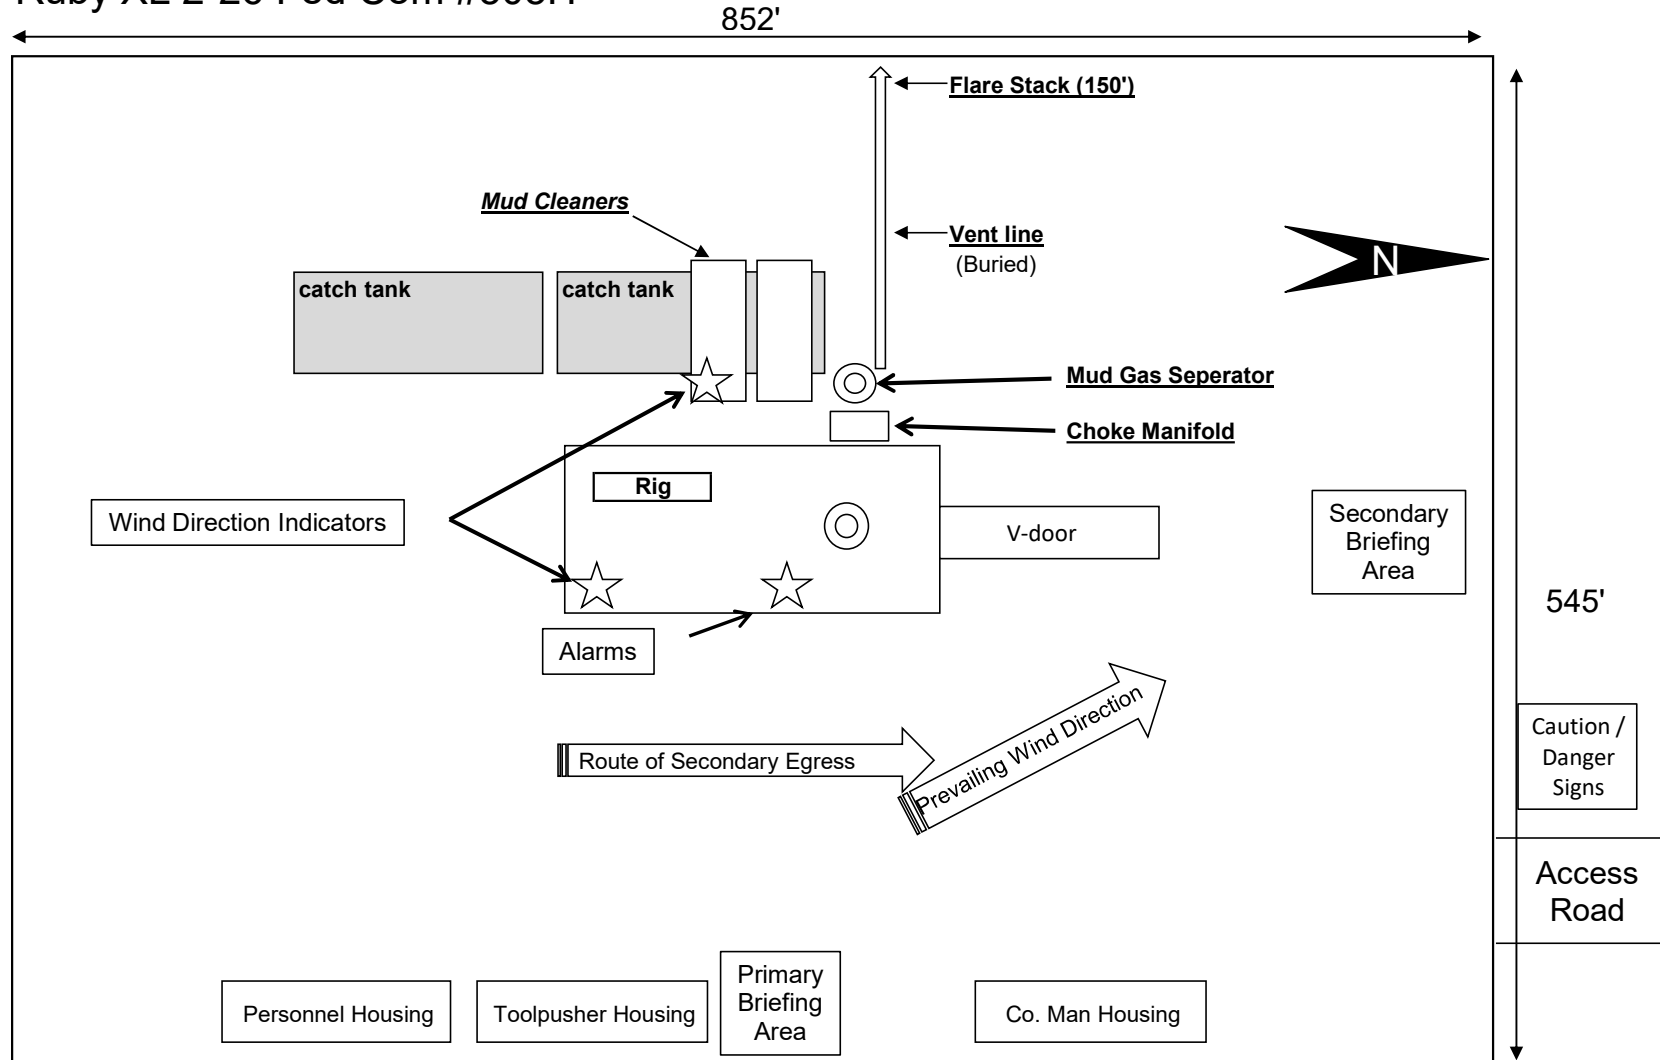 852'
Flare Stack (150')
Mud Cleaners
Vent line
(Buried)
N
catch tank
catch tank
Mud Gas Seperator
Choke Manifold
Rig
Wind Direction Indicators
V-door
Secondary
Briefing
Area
545'
Alarms
Prevailing Wind Direction
Route of Secondary Egress
Caution /
Danger
Signs
Access
Road
Personnel Housing
Toolpusher Housing
Primary
Briefing
Area
Co. Man Housing